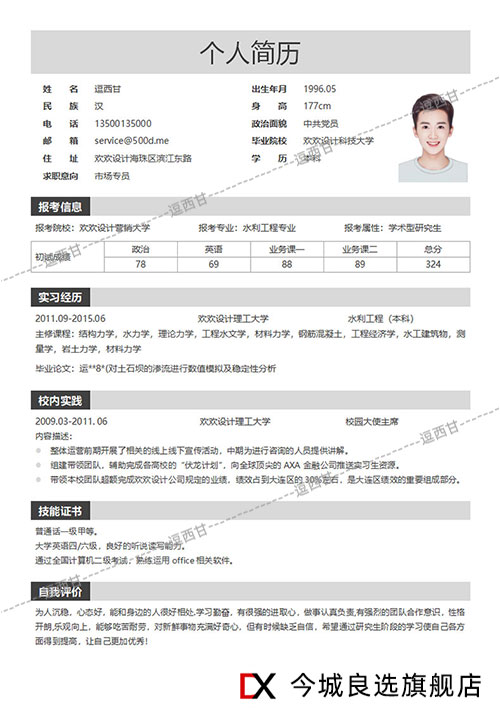 个人简历
姓 名 逗西甘 出生年月 1996.05
民 族 汉 身 高 177cm
电 话 13500135000 政治面貌 中共党员
邮 箱 service@500d.me 毕业院校 欢欢设计科技大学
住 址 欢欢设计海珠区滨江东路 学 历 本科
求职意向 市场专员
报考信息
报考院校：欢欢设计营销大学 报考专业：水利工程专业 报考属性：学术型研究生
初试成绩 政治 英语 业务课一 业务课二 总分
78 69 88 89 324
实习经历
2011.09-2015.06 欢欢设计理工大学 水利工程（本科）
主修课程：结构力学，水力学，理论力学，工程水文学，材料力学，钢筋混凝土，工程经济学，水工建筑物，测
量学，岩土力学，材料力学
毕业论文：运**8*(对土石坝的渗流进行数值模拟及稳定性分析
校内实践
2009.03-2011. 06 欢欢设计理工大学 校园大使主席
内容描述：
整体运营前期开展了相关的线上线下宣传活动，中期为进行咨询的人员提供讲解。
组建带领团队，辅助完成各高校的“伏龙计划”，向全球顶尖的 AXA 金融公司推送实习生资源。
带领本校团队超额完成欢欢设计公司规定的业绩，绩效占到大连区的 30%左右，是大连区绩效的重要组成部分。
技能证书
普通话一级甲等。
大学英语四/六级，良好的听说读写能力。
通过全国计算机二级考试，熟练运用 office 相关软件。
自我评价
为人沉稳，心态好，能和身边的人很好相处,学习勤奋，有很强的进取心，做事认真负责,有强烈的团队合作意识，性格
开朗,乐观向上，能够吃苦耐劳，对新鲜事物充满好奇心，但有时候缺乏自信，希望通过研究生阶段的学习使自己各方
面得到提高，让自己更加优秀！
逗西甘
逗西甘
逗西甘
逗西甘
逗西甘
逗西甘
DX 今城良选旗舰店